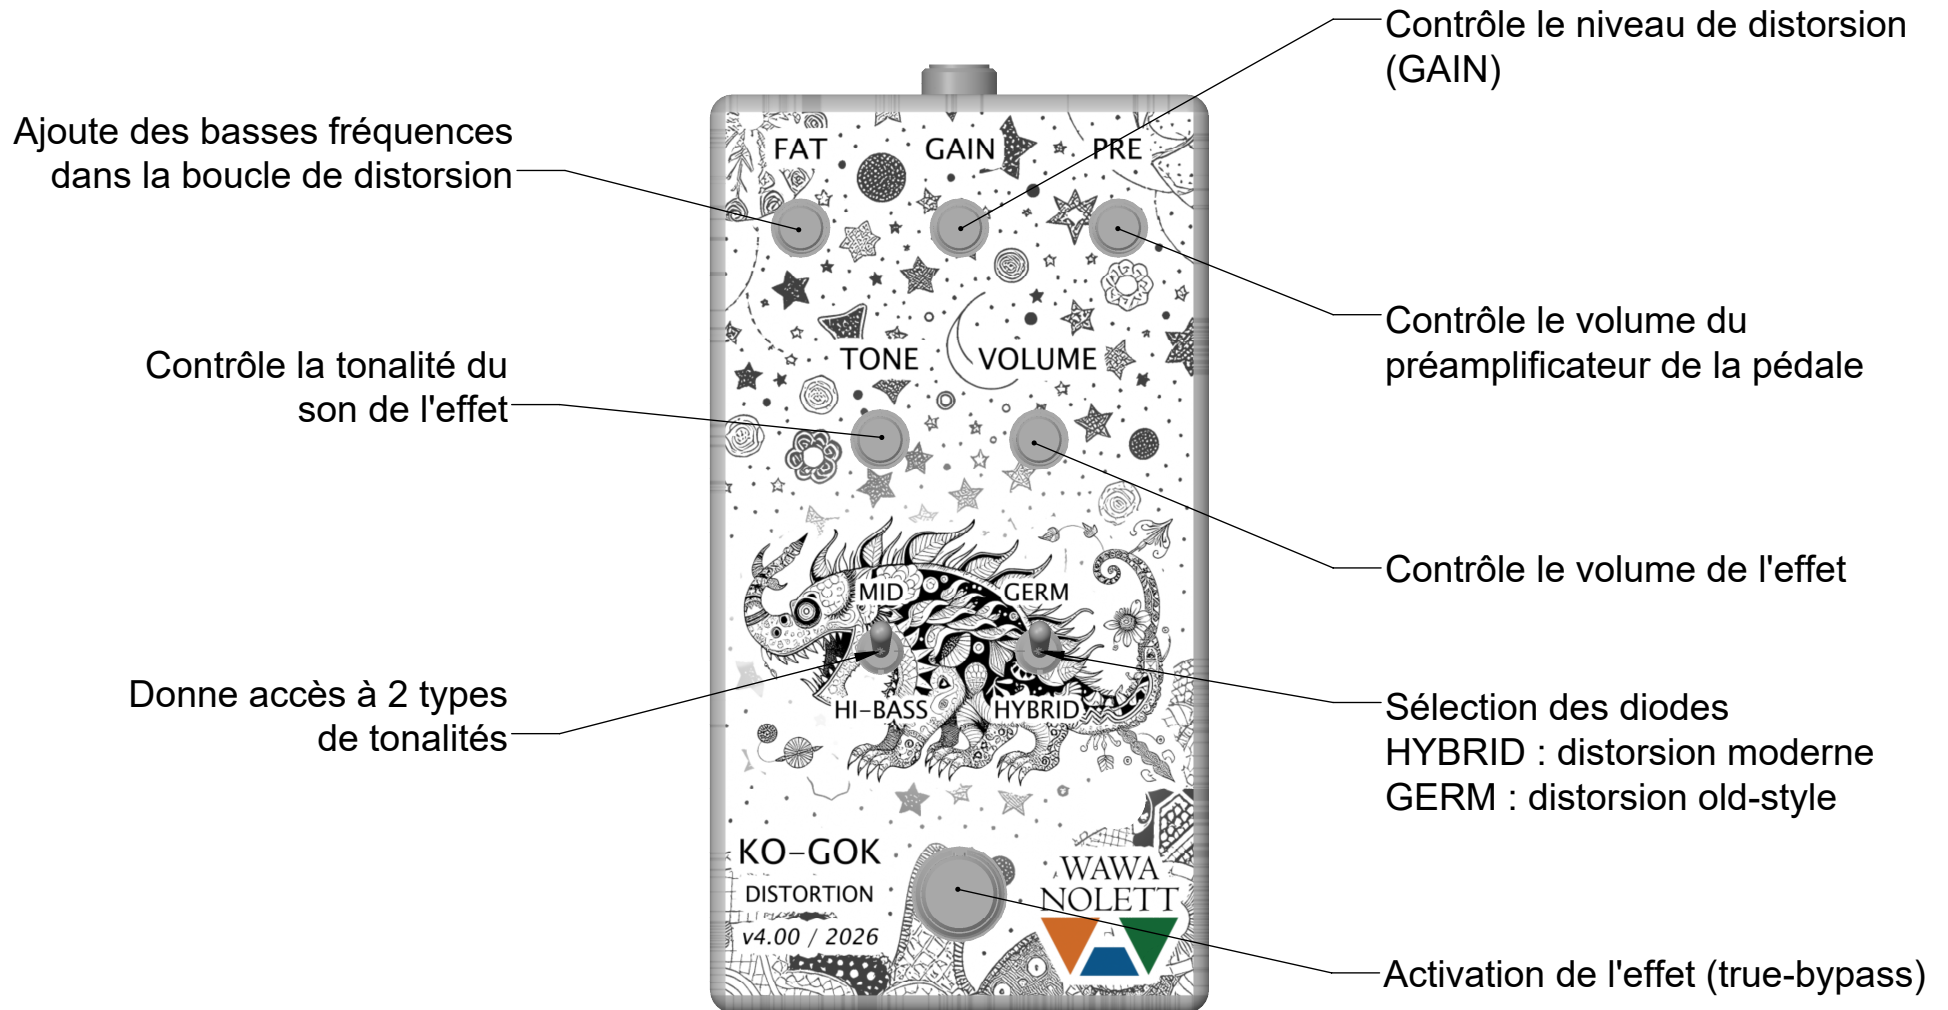 Contrôle le niveau de distorsion
(GAIN)
Ajoute des basses fréquences
dans la boucle de distorsion
FAT
GAIN
PRE
Contrôle le volume du
préamplificateur de la pédale
Contrôle la tonalité du
son de l'effet
TONE
VOLUME
Contrôle le volume de l'effet
MID
GERM
Donne accès à 2 types
de tonalités
HI-BASS
HYBRID
Sélection des diodes
HYBRID : distorsion moderne
GERM : distorsion old-style
KO-GOK
DISTORTION
v4.00 / 2026
WAWA
NOLETT
Activation de l'effet (true-bypass)